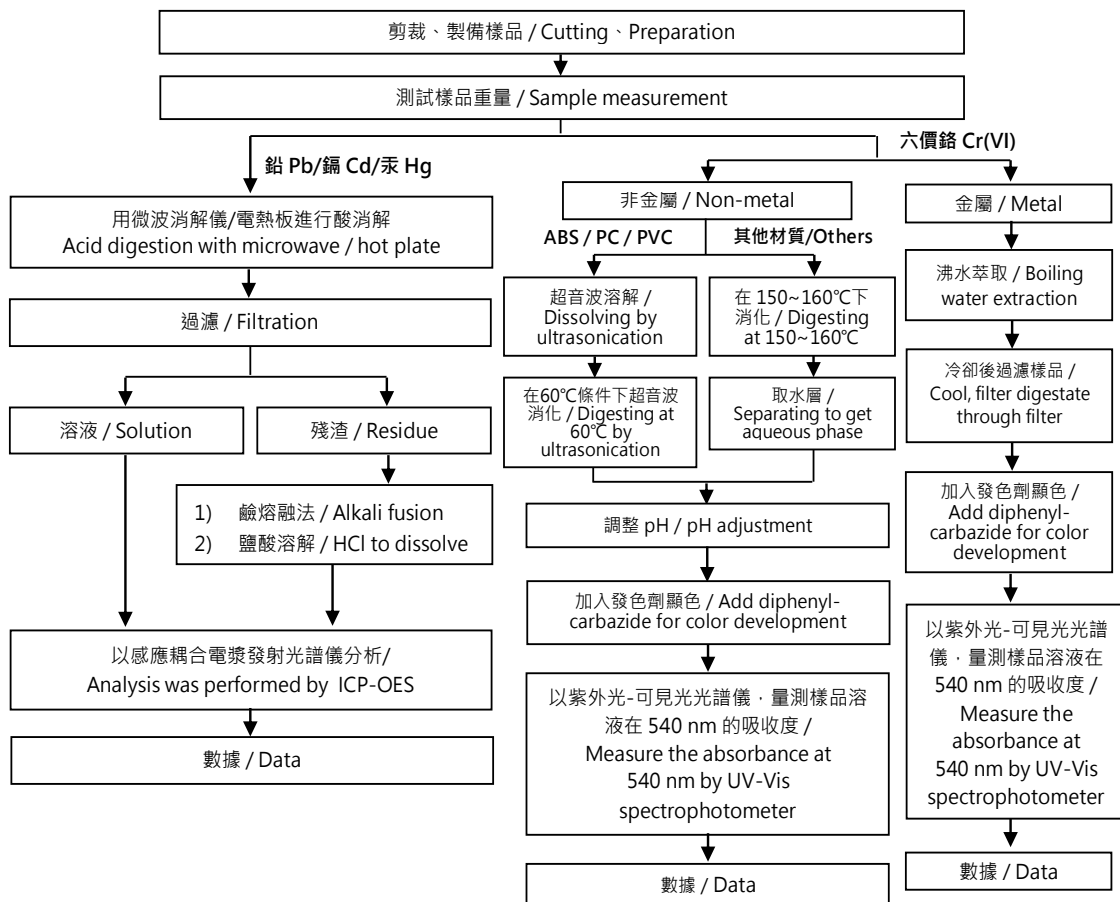 剪裁、製備樣品 / Cutting、Preparation
測試樣品重量 / Sample measurement
鉛 Pb/鎘 Cd/汞 Hg
六價鉻 Cr(VI)
用微波消解儀/電熱板進行酸消解
Acid digestion with microwave / hot plate
過濾 / Filtration
溶液 / Solution
殘渣 / Residue
1) 鹼熔融法 / Alkali fusion
2) 鹽酸溶解 / HCl to dissolve
以感應耦合電漿發射光譜儀分析/
Analysis was performed by ICP-OES
數據 / Data
非金屬 / Non-metal
ABS / PC / PVC
其他材質/Others
超音波溶解 /
Dissolving by
ultrasonication
在 150~160℃下
消化 / Digesting
at 150~160℃
在60℃條件下超音波
消化 / Digesting at
60℃ by
ultrasonication
取水層 /
Separating to get
aqueous phase
調整 pH / pH adjustment
加入發色劑顯色 / Add diphenyl-
carbazide for color development
以紫外光-可見光光譜儀，量測樣品溶
液在 540 nm 的吸收度 /
Measure the absorbance at
540 nm by UV-Vis
spectrophotometer
數據 / Data
金屬 / Metal
沸水萃取 / Boiling
water extraction
冷卻後過濾樣品 /
Cool, filter digestate
through filter
加入發色劑顯色 /
Add diphenyl-
carbazide for color
development
以紫外光-可見光光譜
儀，量測樣品溶液在
540 nm 的吸收度 /
Measure the
absorbance at
540 nm by UV-Vis
spectrophotometer
數據 / Data